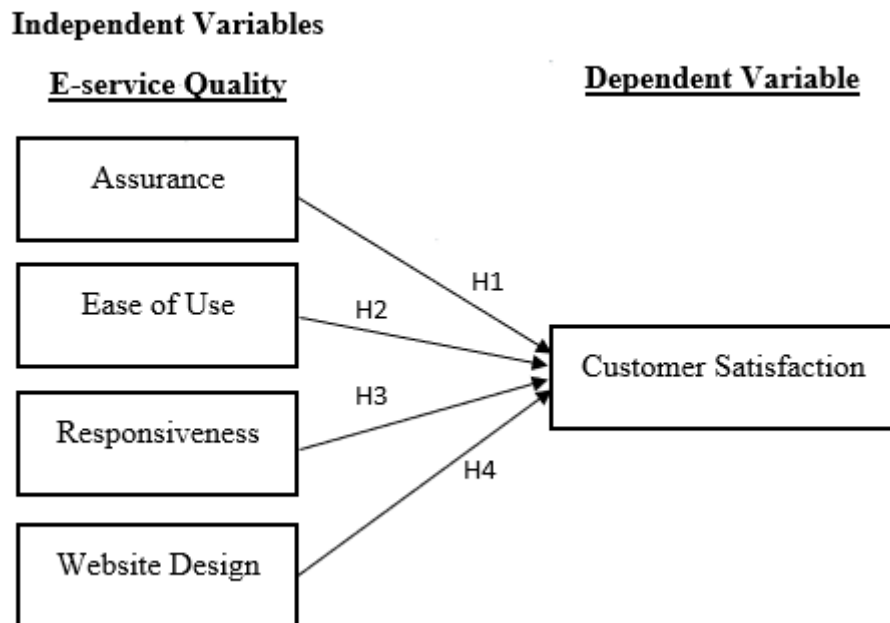 Independent Variables
E-service Quality
Dependent Variable
Assurance
H1
Ease of Use
H2
Customer Satisfaction
H3
Responsiveness
H4
Website Design